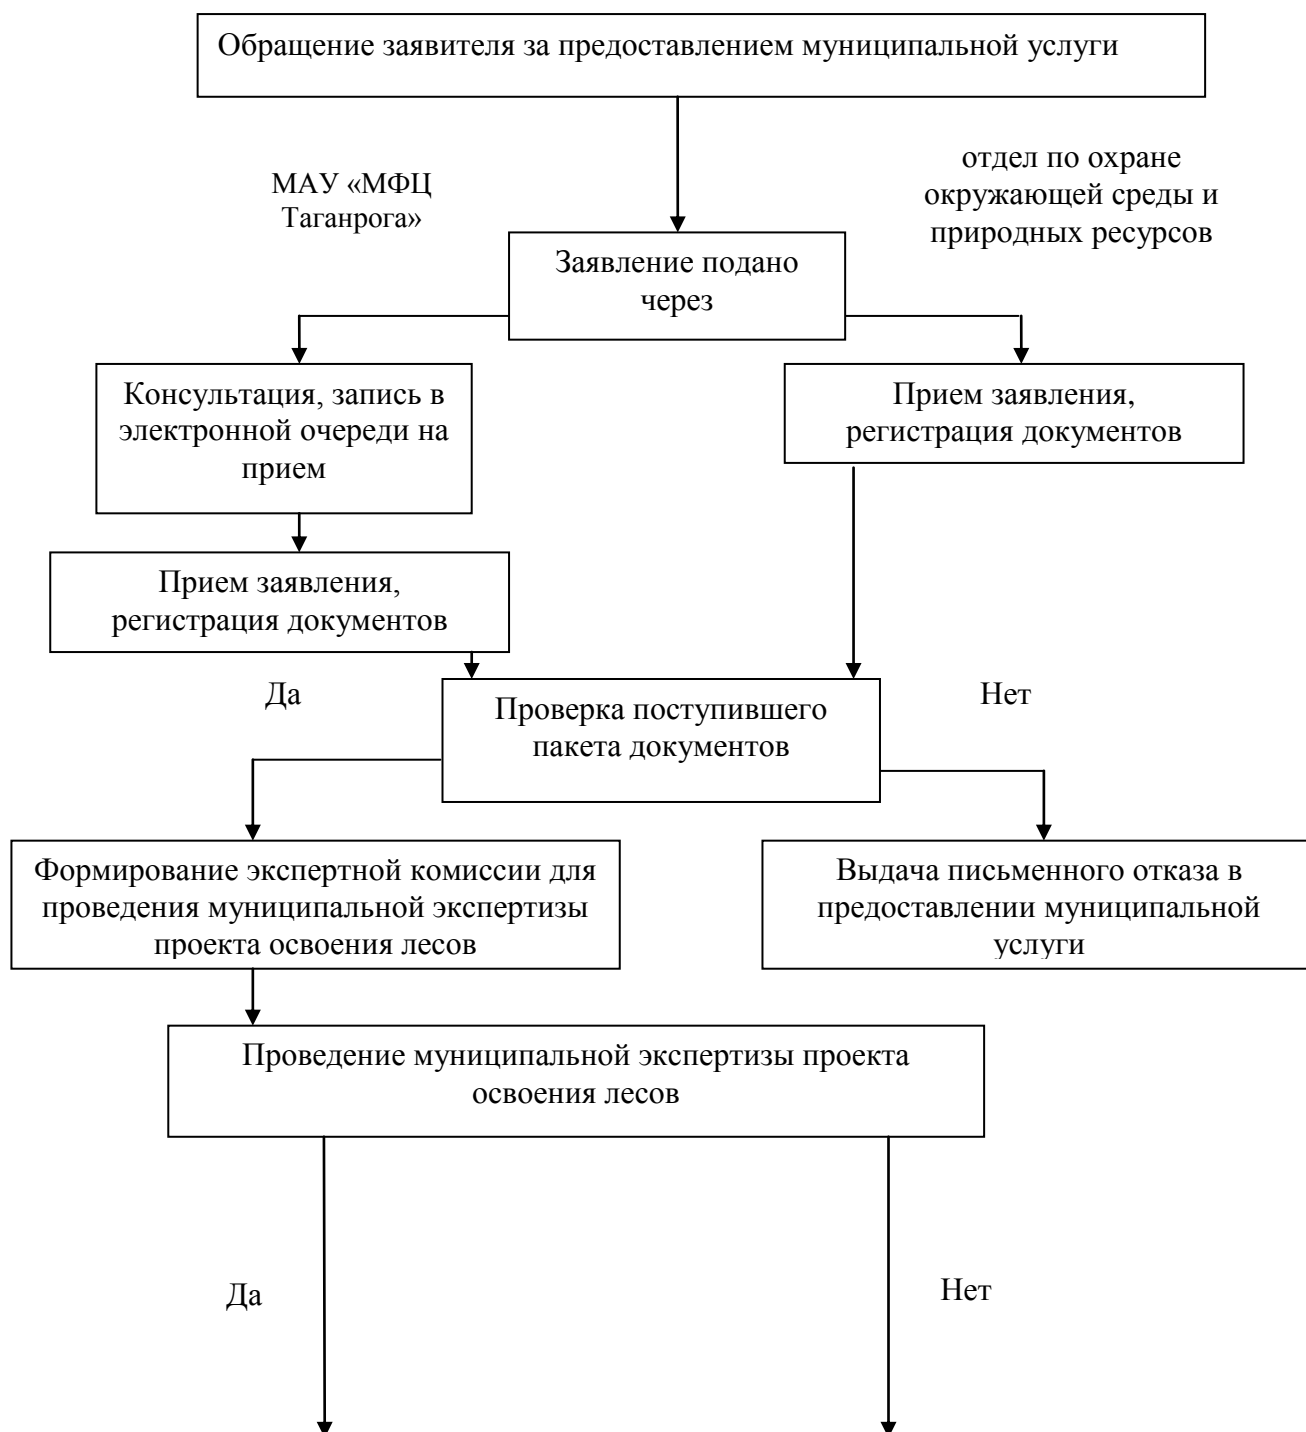 Обращение заявителя за предоставлением муниципальной услуги
МАУ «МФЦ
Таганрога»
отдел по охране
окружающей среды и
природных ресурсов
Заявление подано
через
Консультация, запись в
электронной очереди на
прием
Прием заявления,
регистрация документов
Прием заявления,
регистрация документов
Да
Нет
Проверка поступившего
пакета документов
Формирование экспертной комиссии для
проведения муниципальной экспертизы
проекта освоения лесов
Выдача письменного отказа в
предоставлении муниципальной
услуги
Проведение муниципальной экспертизы проекта
освоения лесов
Да
Нет